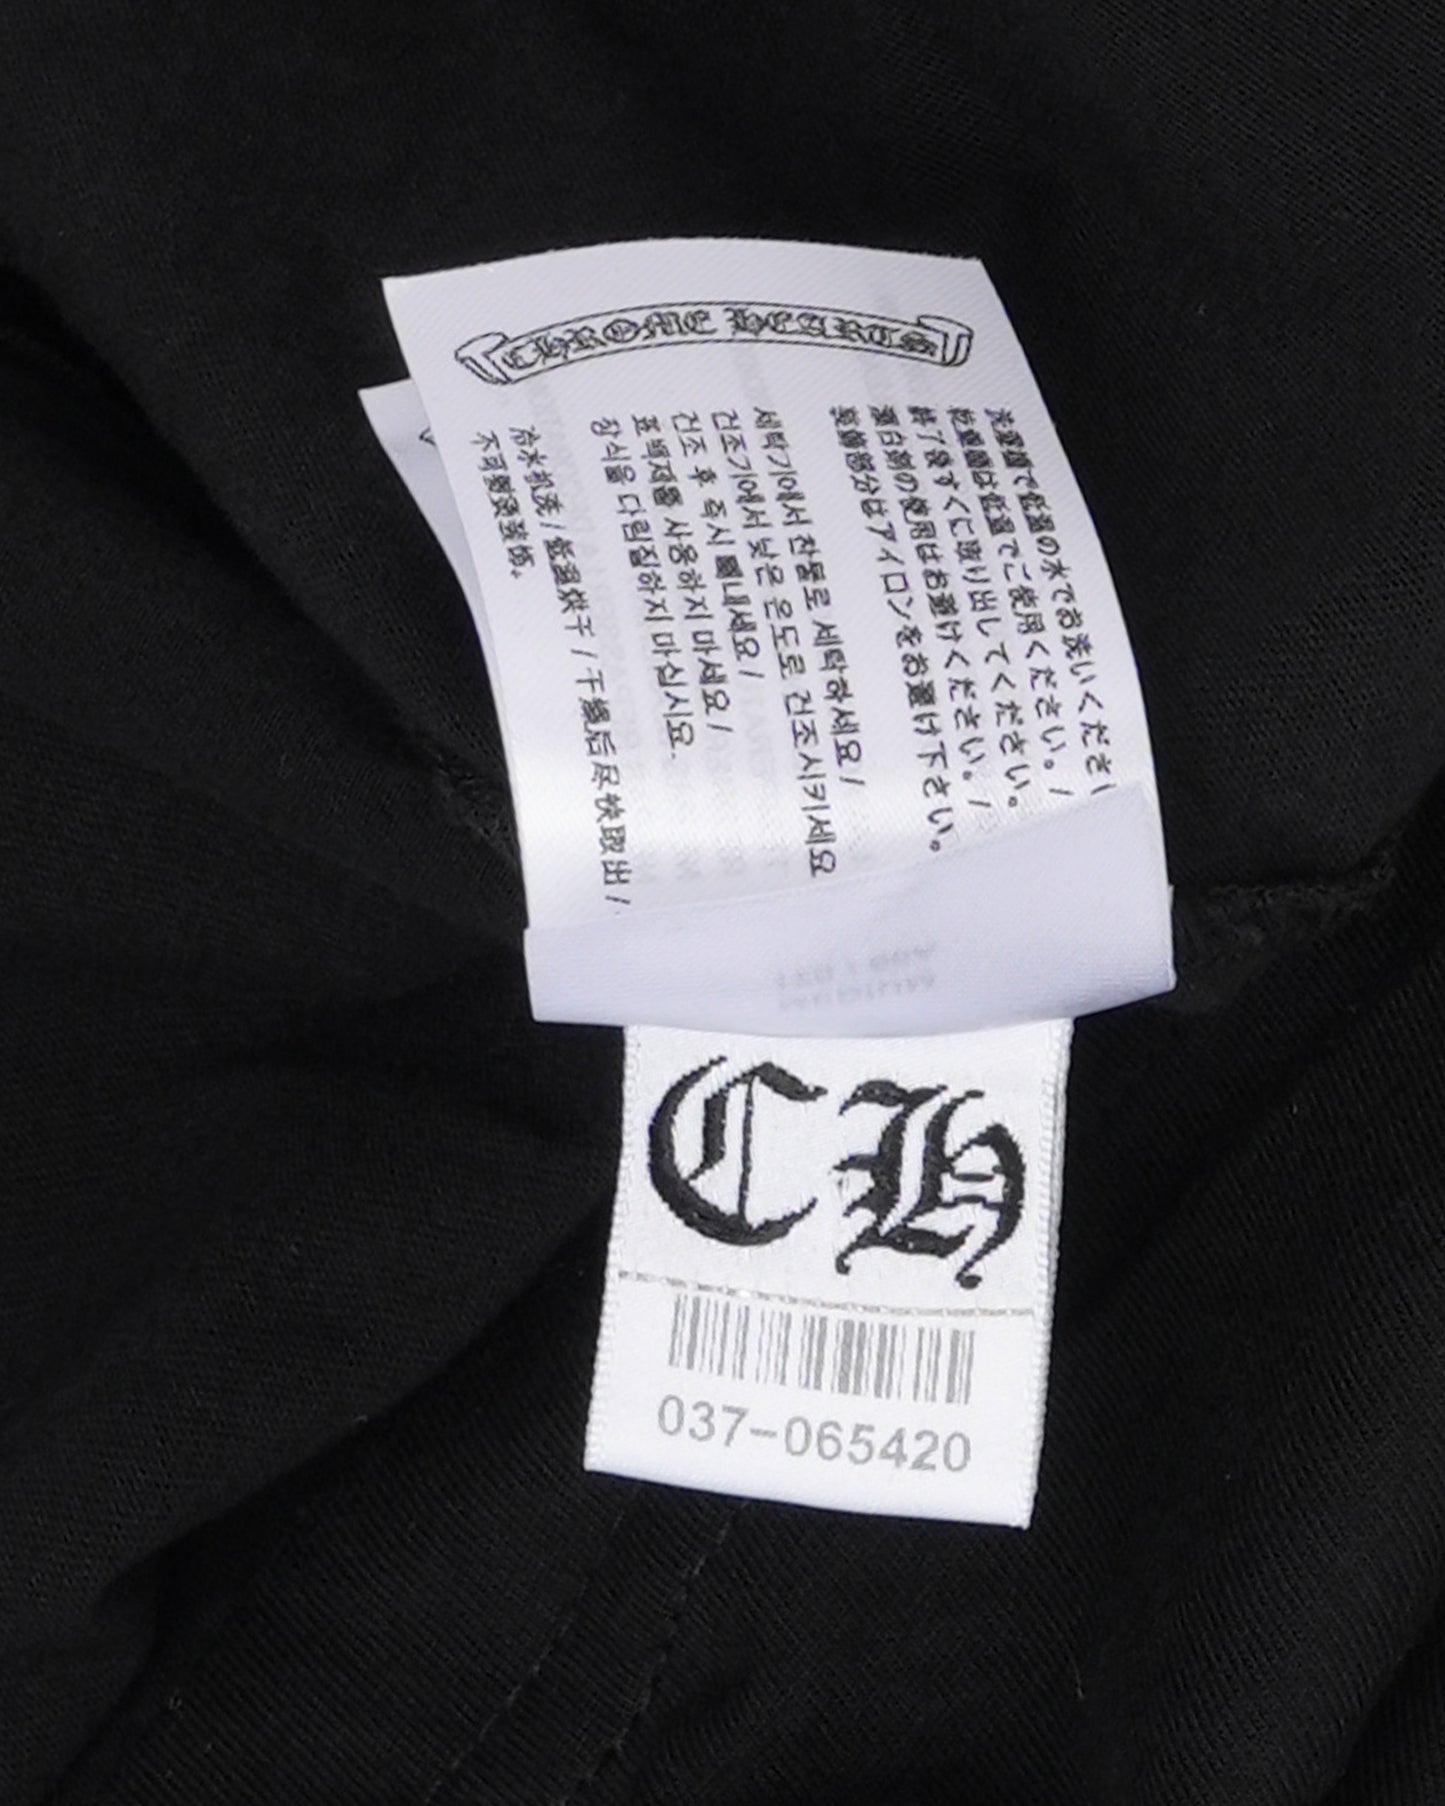 CHROME HEARTS
洗濯機で低温の水でお洗いください
乾燥機は低温でご使用ください。/
終了後すぐに取り出してください。
漂白剤の使用はお避けください。/
装飾部分はアイロンをお避け下さい。
세탁기에서 찬물로 세탁하세요/
건조기에서 낮은 온도로 건조시키세요
건조 후 즉시 꺼내세요/
표백제를 사용하지 마세요/
장식을 다림질하지 마십시요.
冷水机洗/低温烘干/干燥后尽快取出/
不可熨烫装饰。
CH
037-065420